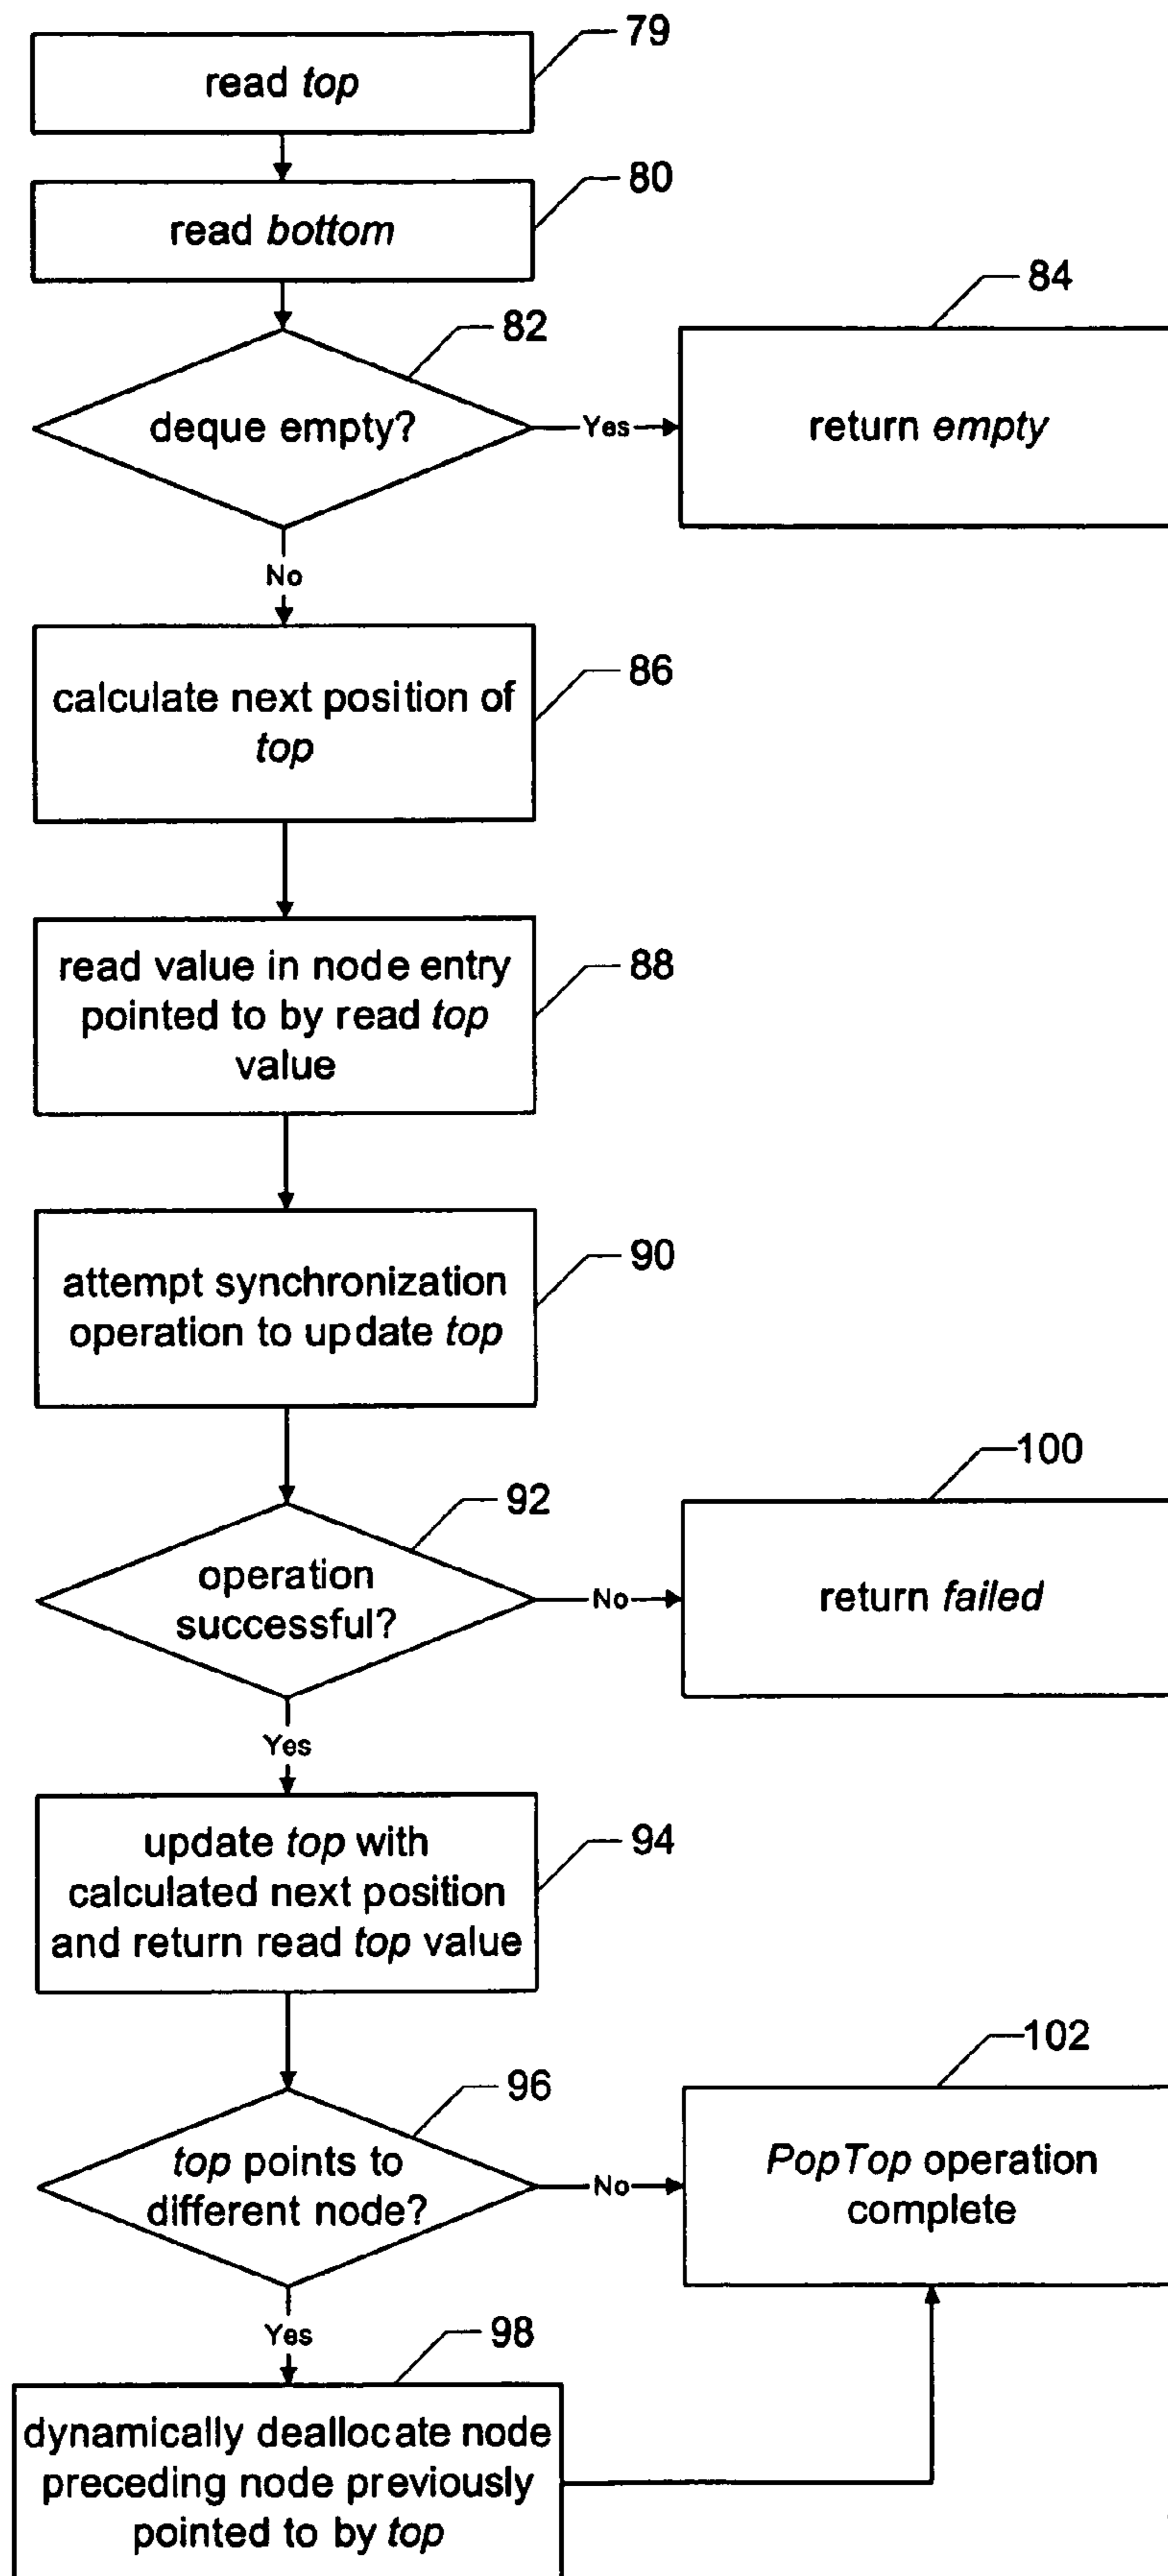 79
read top
80
read bottom
82
84
deque empty?
Yes
return empty
No
86
calculate next position of
top
88
read value in node entry
pointed to by read top
value
90
attempt synchronization
operation to update top
92
100
operation
successful?
No
return failed
Yes
94
update top with
calculated next position
and return read top value
96
102
top points to
different node?
No
PopTop operation
complete
Yes
98
dynamically deallocate node
preceding node previously
pointed to by top